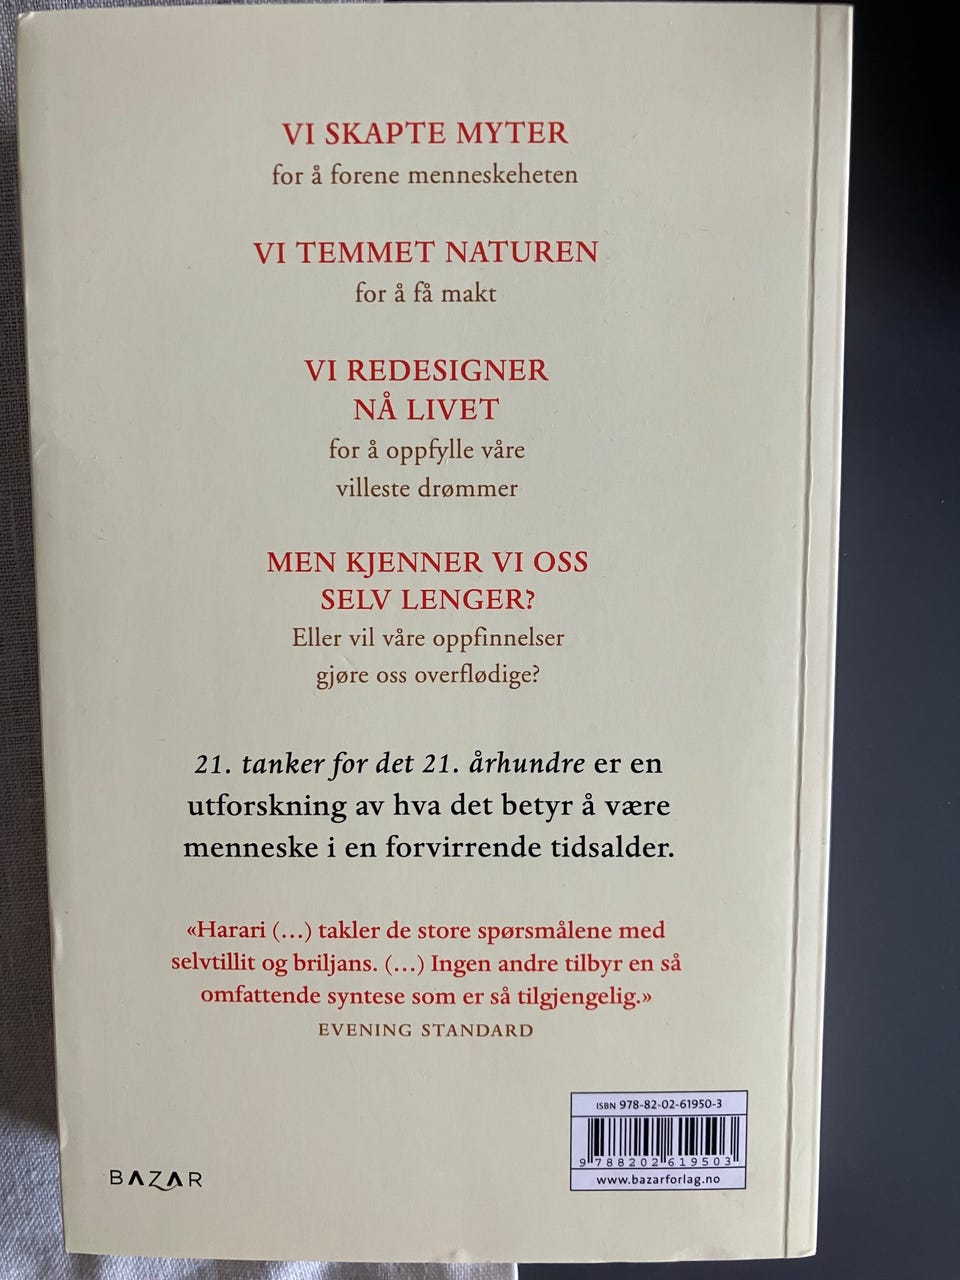 VI SKAPTE MYTER
for å forene menneskeheten
VI TEMMET NATUREN
for å få makt
VI REDESIGNER
NÅ LIVET
for å oppfylle våre
villeste drømmer
MEN KJENNER VI OSS
SELV LENGER?
Eller vil våre oppfinnelser
gjøre oss overflødige?
21. tanker for det 21. århundre er en
utforskning av hva det betyr å være
menneske i en forvirrende tidsalder.
«Harari (...) takler de store spørsmålene med
selvtillit og briljans. (...) Ingen andre tilbyr en så
omfattende syntese som er så tilgjengelig.»
EVENING STANDARD
ISBN 978-82-02-61950-3
9 788202 619503
www.bazarforlag.no
BAZAR